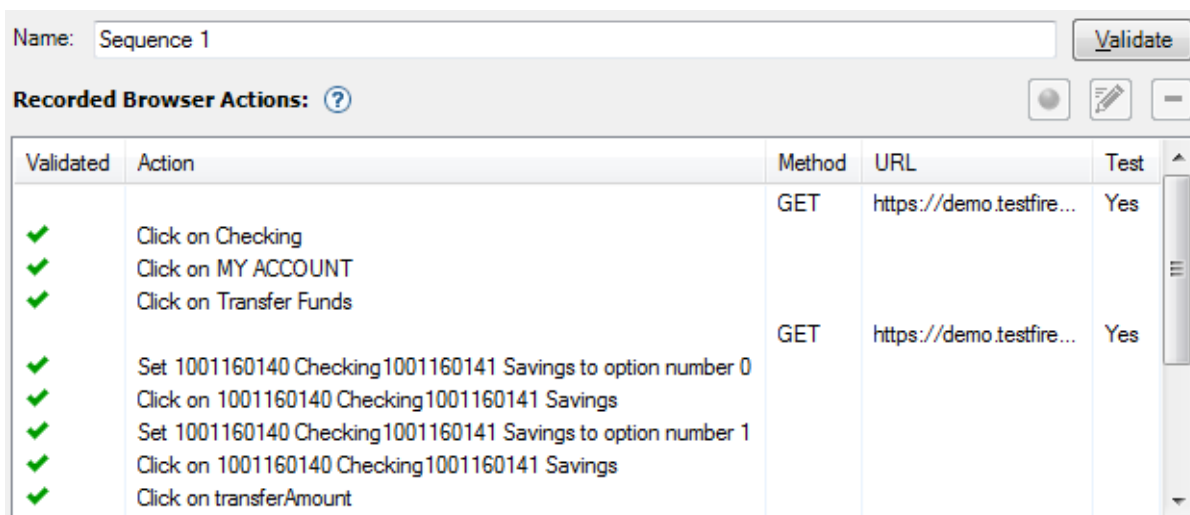 Name: Sequence 1 Validate
Recorded Browser Actions: ?
Validated Action Method URL Test
GET https://demo.testfire... Yes
Click on Checking
Click on MY ACCOUNT
Click on Transfer Funds
GET https://demo.testfire... Yes
Set 1001160140 Checking1001160141 Savings to option number 0
Click on 1001160140 Checking1001160141 Savings
Set 1001160140 Checking1001160141 Savings to option number 1
Click on 1001160140 Checking1001160141 Savings
Click on transferAmount